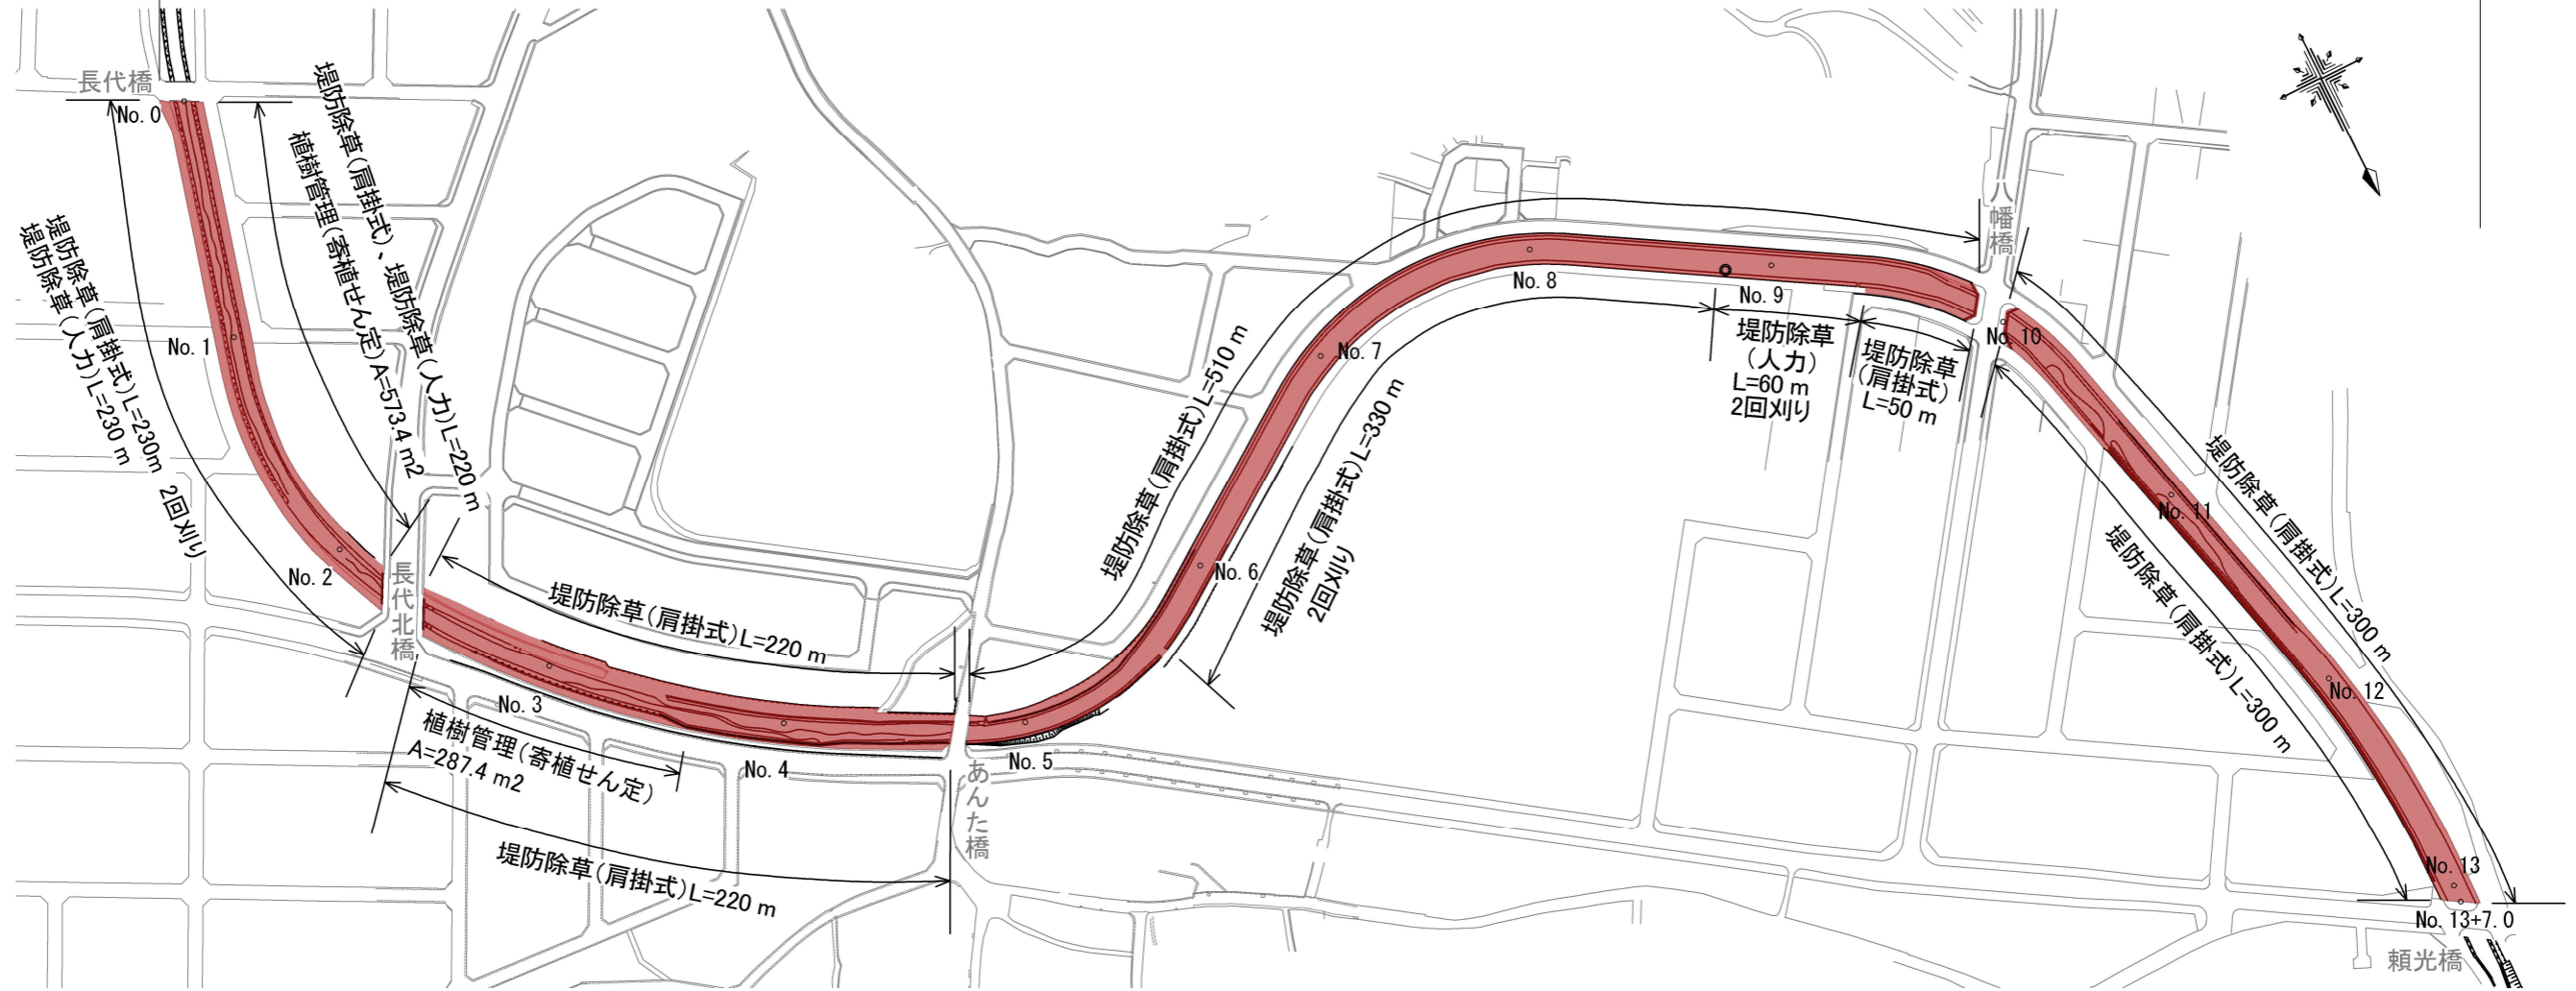 長代橋
No. 0
堤防除草(肩掛式)、堤防除草(人力)L=220 m
植樹管理(寄植せん定)A=573.4 m2
堤防除草(肩掛式)L=230m
堤防除草(人力)L=230 m
2回刈り
No. 1
No. 2
長代北橋
堤防除草(肩掛式)L=220 m
No. 3
植樹管理(寄植せん定)
A=287.4 m2
No. 4
堤防除草(肩掛式)L=220 m
あんた橋
No. 5
堤防除草(肩掛式)L=510 m
No. 6
堤防除草(肩掛式)L=330 m
2回刈り
No. 7
No. 8
No. 9
堤防除草
(人力)
L=60 m
2回刈り
堤防除草
(肩掛式)
L=50 m
八幡橋
No. 10
堤防除草(肩掛式)L=300 m
No. 11
堤防除草(肩掛式)L=300 m
No. 12
No. 13
No. 13+7. 0
頼光橋